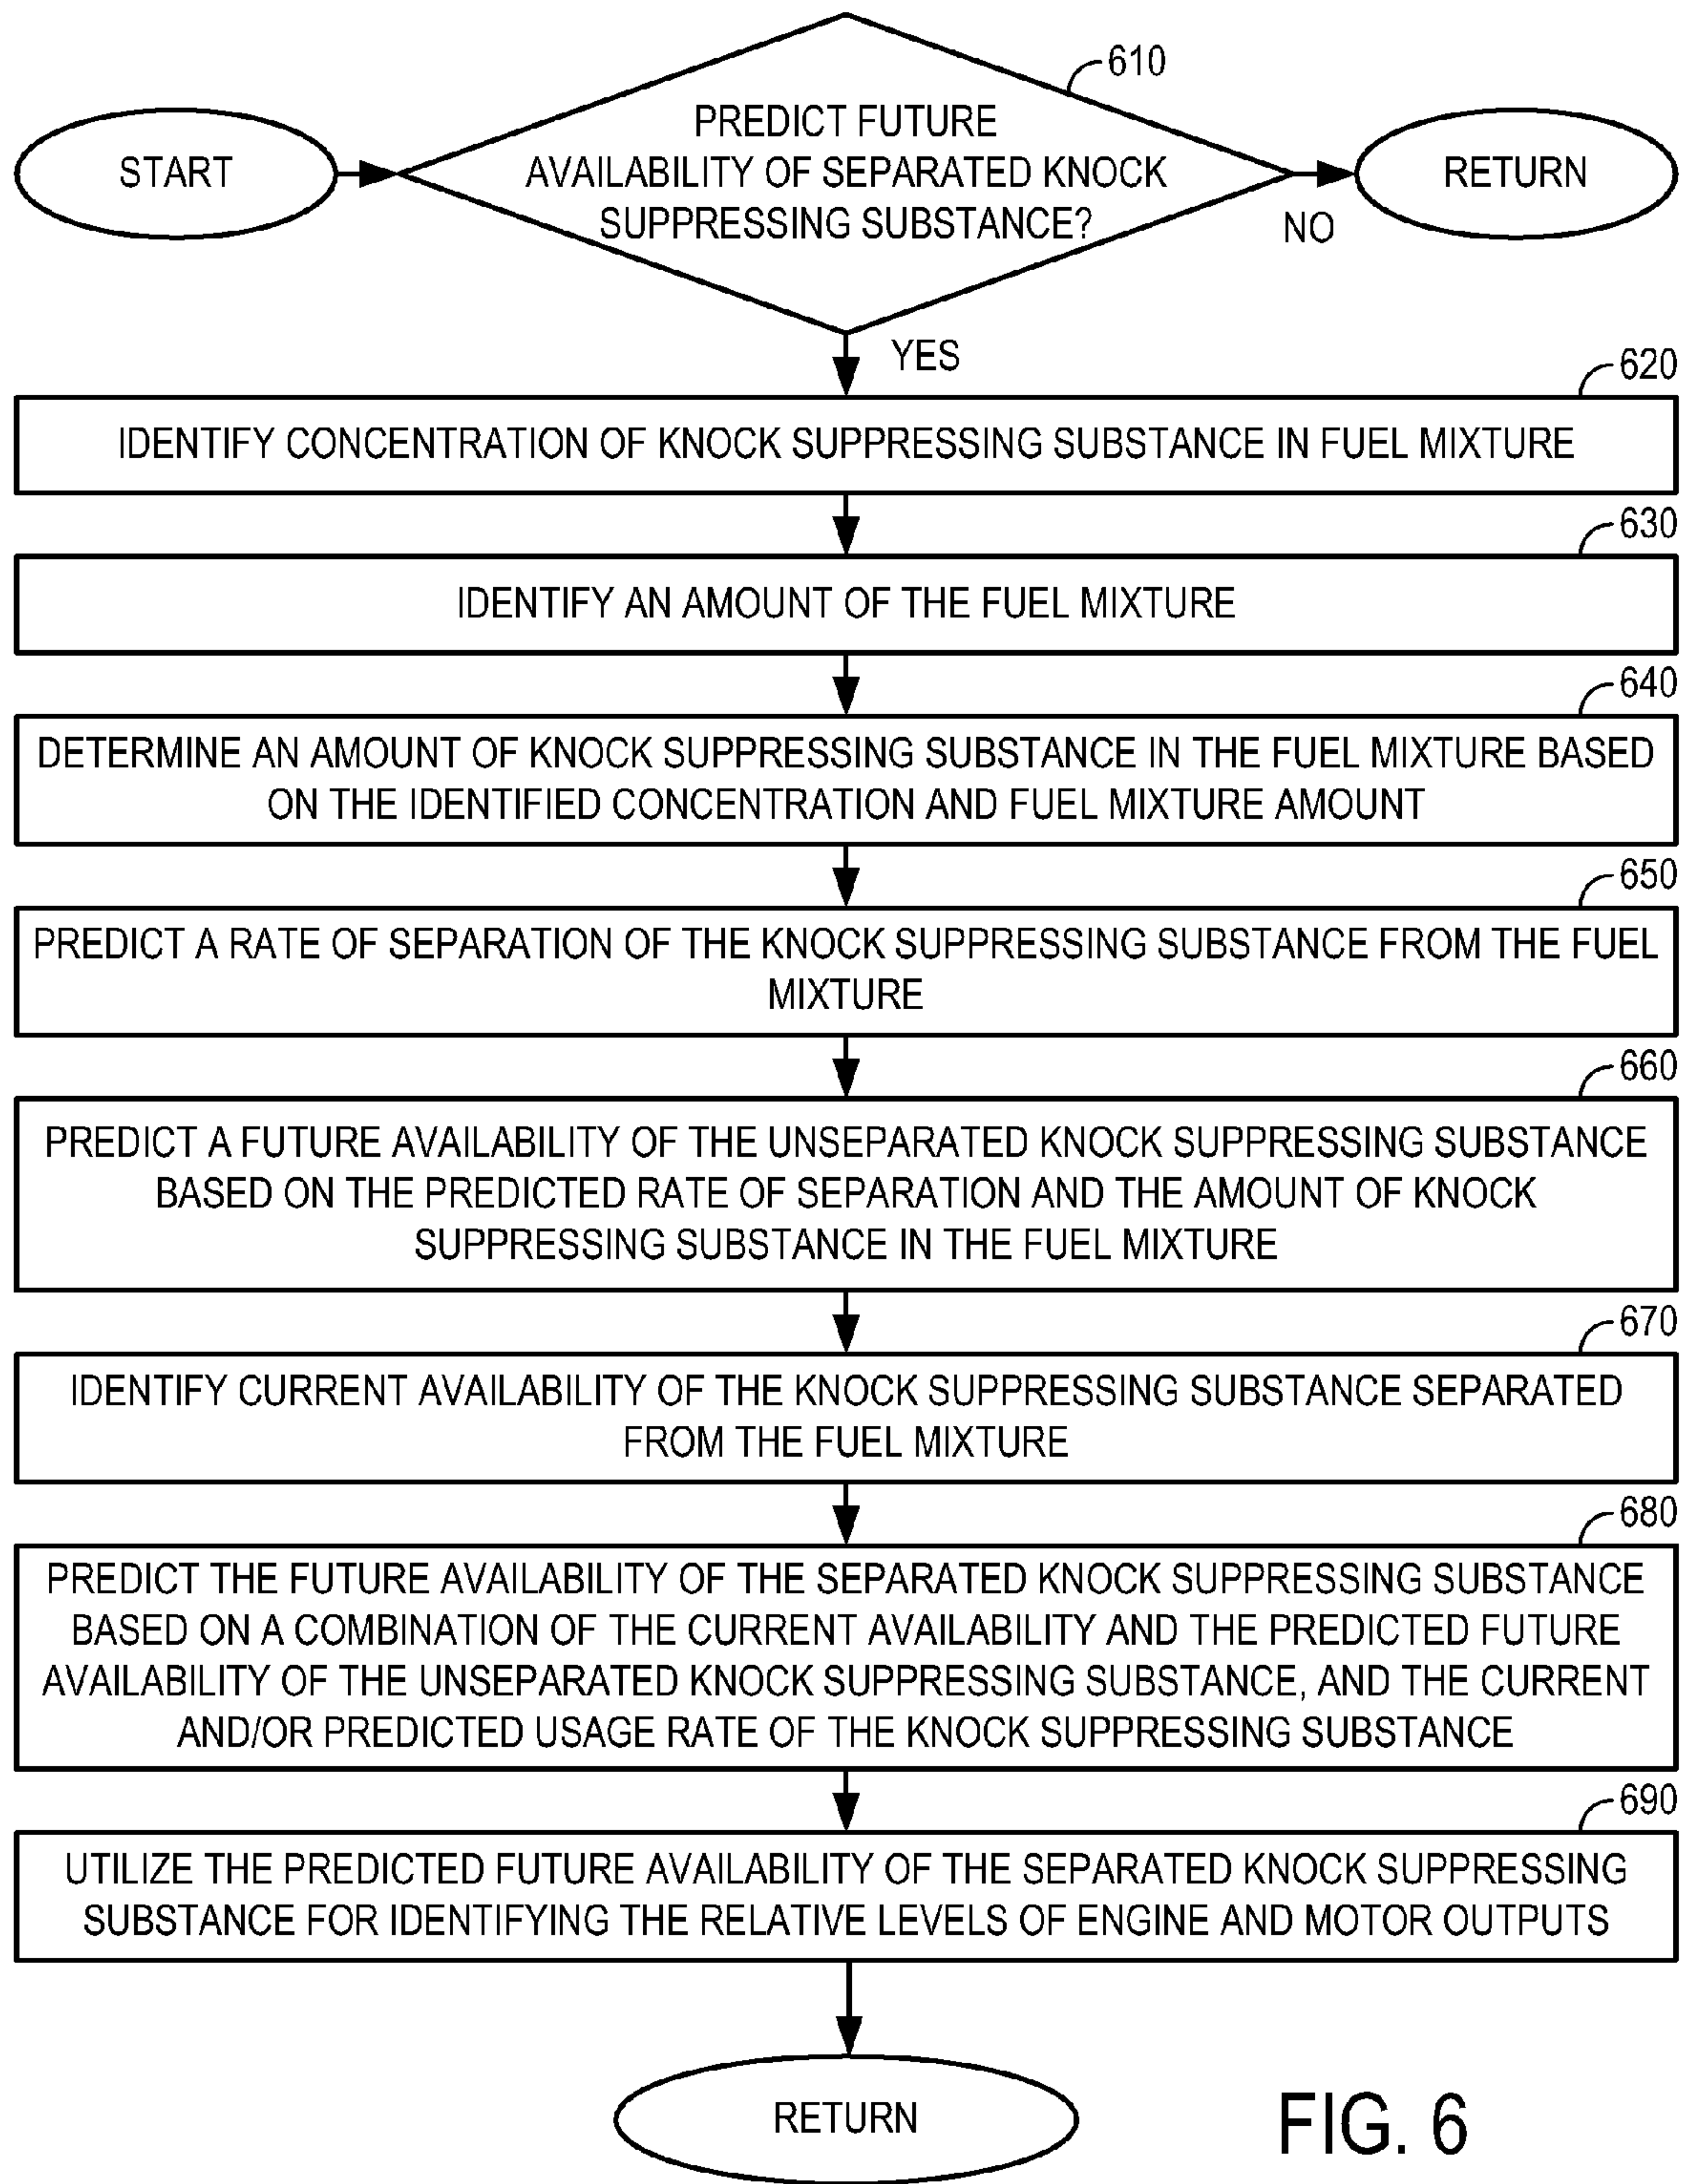 610
PREDICT FUTURE
AVAILABILITY OF SEPARATED KNOCK
SUPPRESSING SUBSTANCE?
START
RETURN
NO
YES
620
IDENTIFY CONCENTRATION OF KNOCK SUPPRESSING SUBSTANCE IN FUEL MIXTURE
630
IDENTIFY AN AMOUNT OF THE FUEL MIXTURE
640
DETERMINE AN AMOUNT OF KNOCK SUPPRESSING SUBSTANCE IN THE FUEL MIXTURE BASED
ON THE IDENTIFIED CONCENTRATION AND FUEL MIXTURE AMOUNT
650
PREDICT A RATE OF SEPARATION OF THE KNOCK SUPPRESSING SUBSTANCE FROM THE FUEL
MIXTURE
660
PREDICT A FUTURE AVAILABILITY OF THE UNSEPARATED KNOCK SUPPRESSING SUBSTANCE
BASED ON THE PREDICTED RATE OF SEPARATION AND THE AMOUNT OF KNOCK
SUPPRESSING SUBSTANCE IN THE FUEL MIXTURE
670
IDENTIFY CURRENT AVAILABILITY OF THE KNOCK SUPPRESSING SUBSTANCE SEPARATED
FROM THE FUEL MIXTURE
680
PREDICT THE FUTURE AVAILABILITY OF THE SEPARATED KNOCK SUPPRESSING SUBSTANCE
BASED ON A COMBINATION OF THE CURRENT AVAILABILITY AND THE PREDICTED FUTURE
AVAILABILITY OF THE UNSEPARATED KNOCK SUPPRESSING SUBSTANCE, AND THE CURRENT
AND/OR PREDICTED USAGE RATE OF THE KNOCK SUPPRESSING SUBSTANCE
690
UTILIZE THE PREDICTED FUTURE AVAILABILITY OF THE SEPARATED KNOCK SUPPRESSING
SUBSTANCE FOR IDENTIFYING THE RELATIVE LEVELS OF ENGINE AND MOTOR OUTPUTS
RETURN
FIG. 6